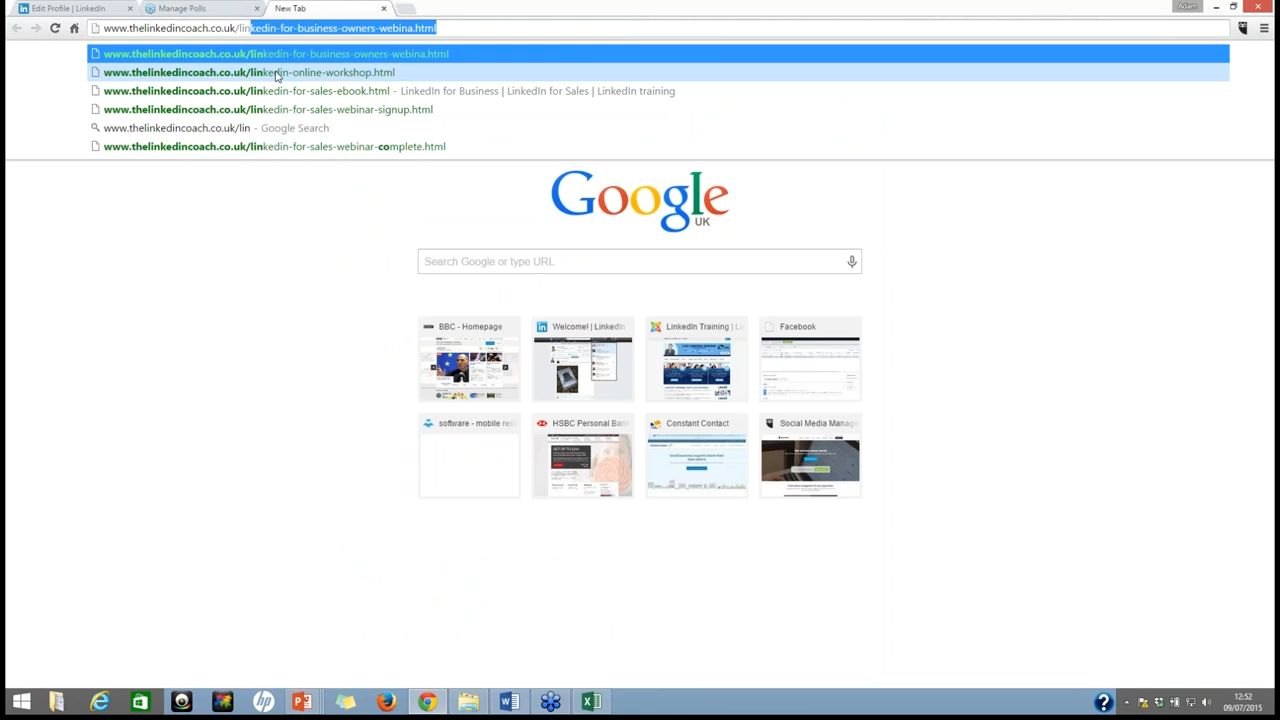 Edit Profile | LinkedIn
Manage Polls
New Tab
Adam
www.thelinkedincoach.co.uk/linkedin-for-business-owners-webina.html
www.thelinkedincoach.co.uk/linkedin-for-business-owners-webina.html
www.thelinkedincoach.co.uk/linkedin-online-workshop.html
www.thelinkedincoach.co.uk/linkedin-for-sales-ebook.html - LinkedIn for Business | LinkedIn for Sales | LinkedIn training
www.thelinkedincoach.co.uk/linkedin-for-sales-webinar-signup.html
www.thelinkedincoach.co.uk/lin - Google Search
www.thelinkedincoach.co.uk/linkedin-for-sales-webinar-complete.html
Google
UK
Search Google or type URL
BBC - Homepage
Welcome! | LinkedIn
LinkedIn Training | Li
Facebook
software - mobile res
HSBC Personal Ban
Constant Contact
Social Media Manage
12:52
09/07/2015